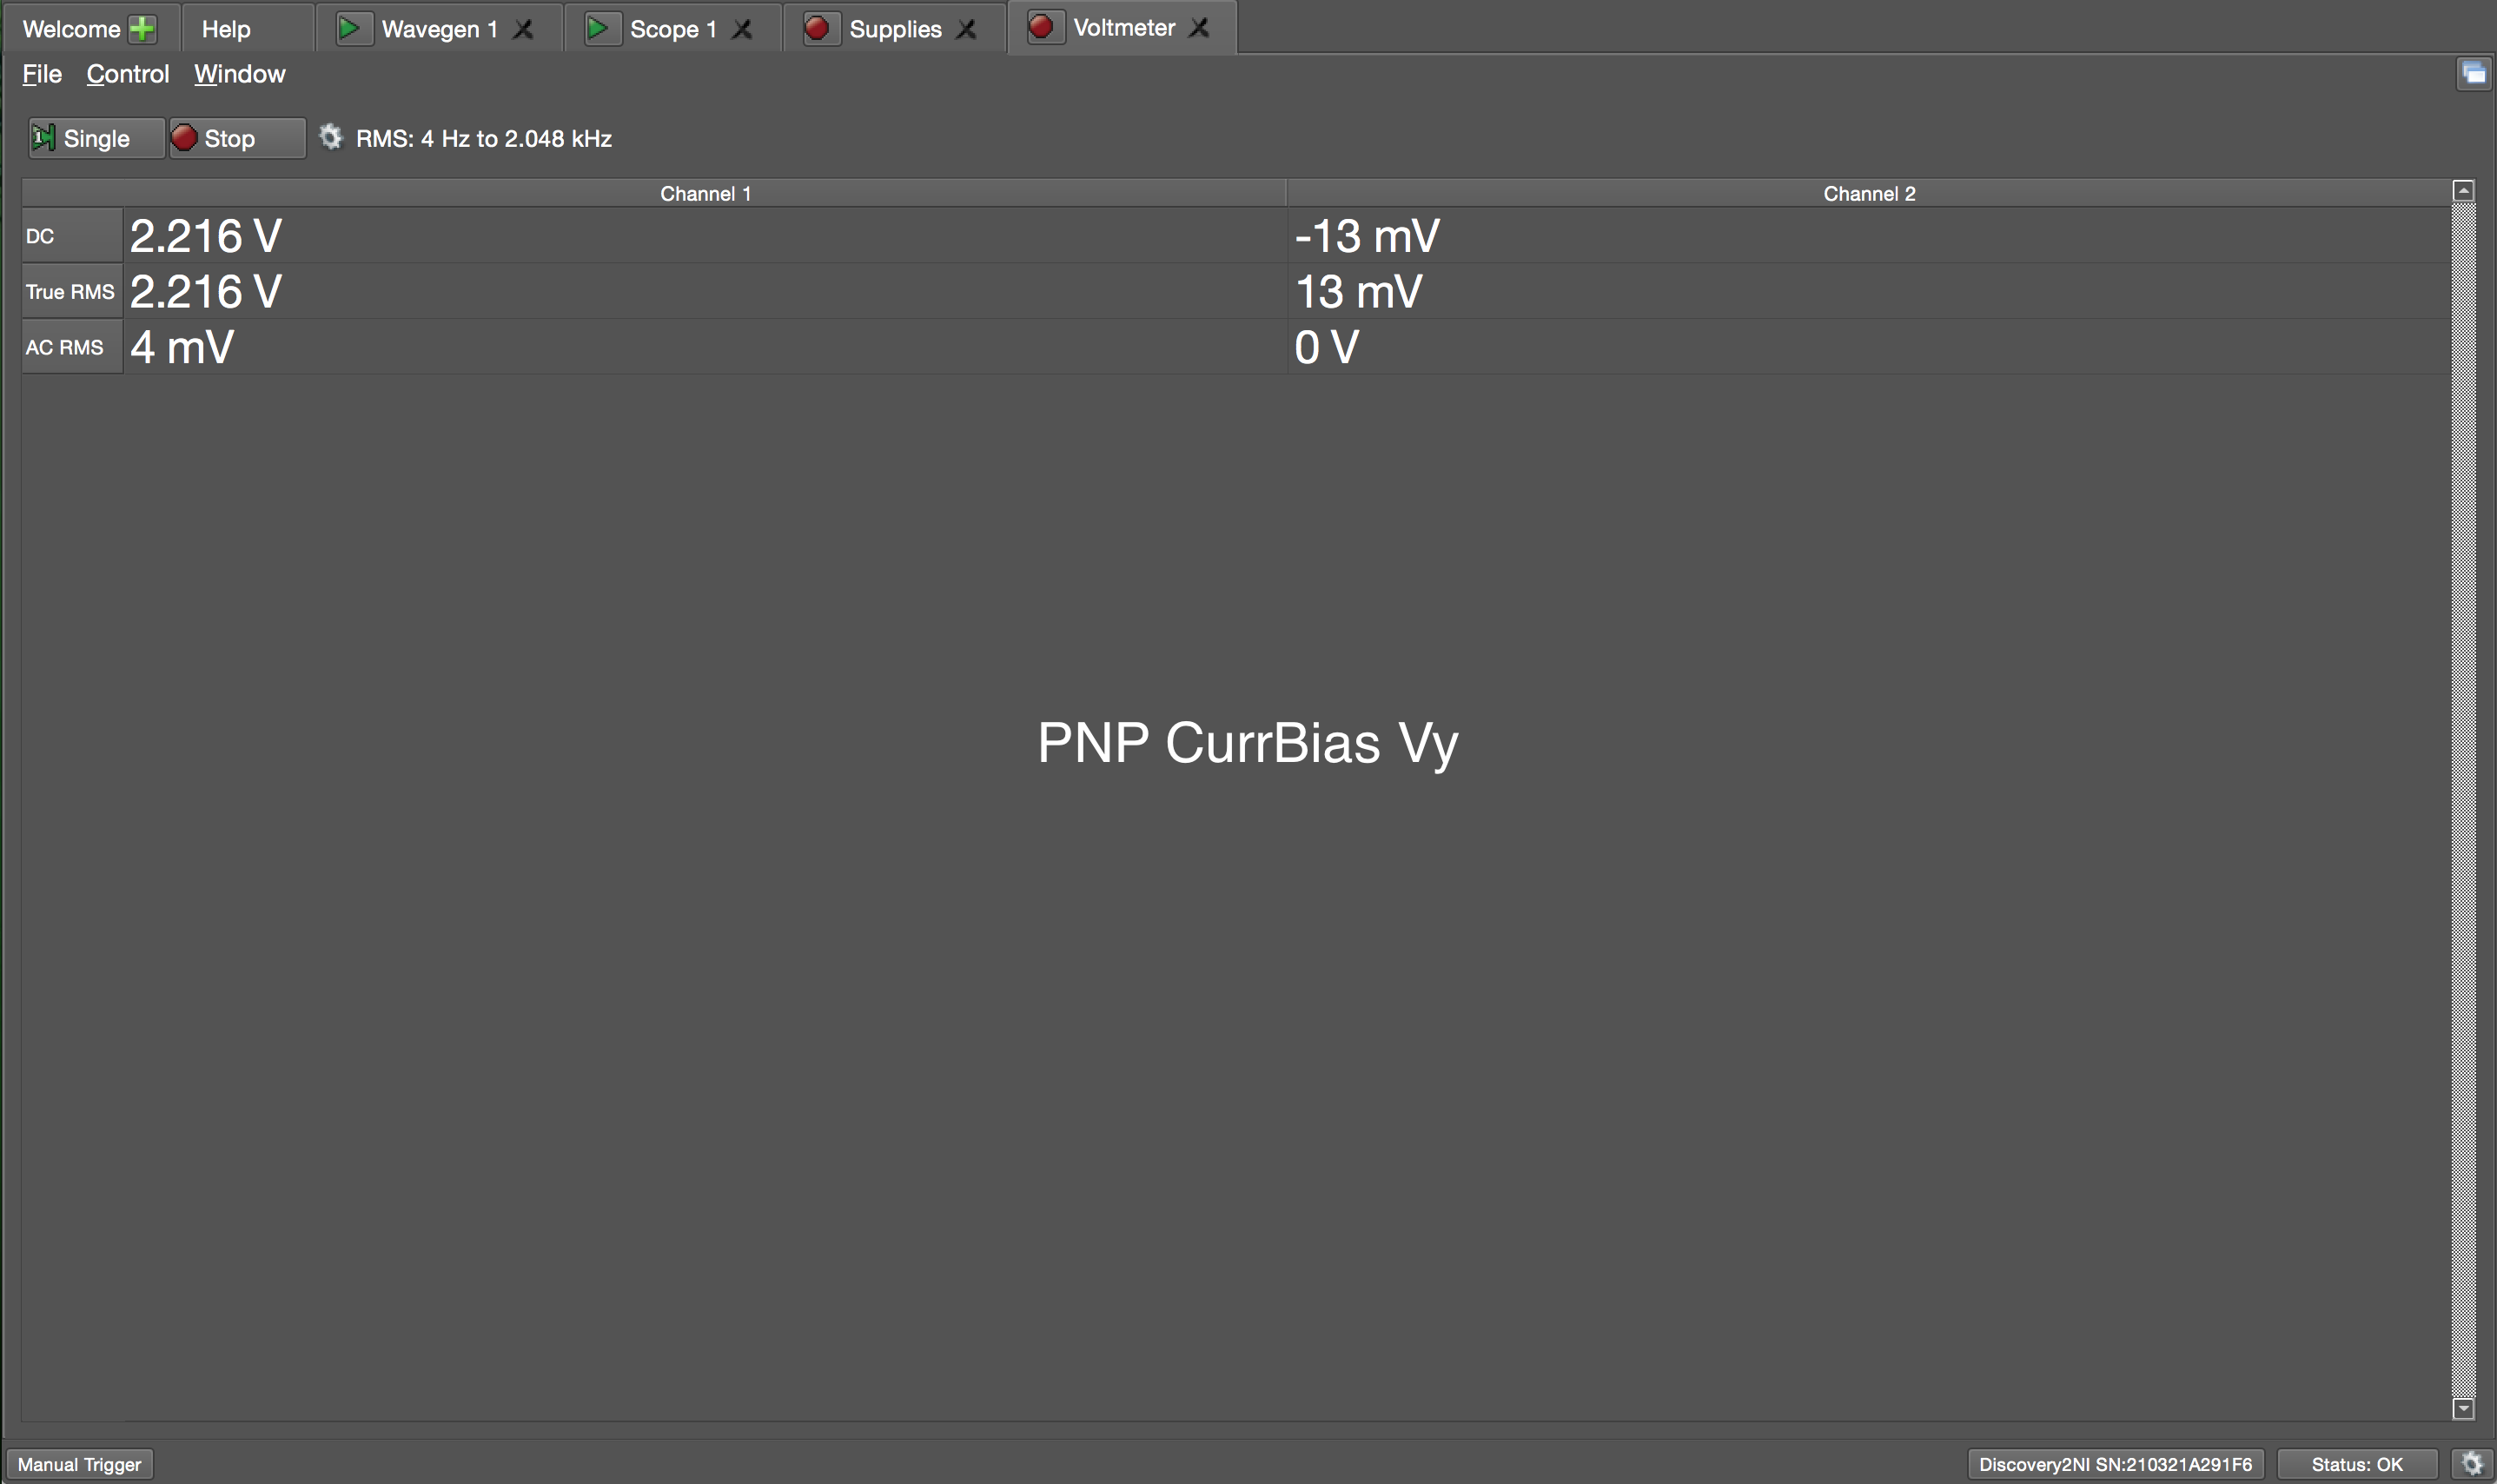 Welcome Help Wavegen 1 Scope 1 Supplies Voltmeter
File Control Window
Single Stop RMS: 4 Hz to 2.048 kHz
Channel 1 Channel 2
DC 2.216 V -13 mV
True RMS 2.216 V 13 mV
AC RMS 4 mV 0 V
PNP CurrBias Vy
Manual Trigger Discovery2NI SN:210321A291F6 Status: OK